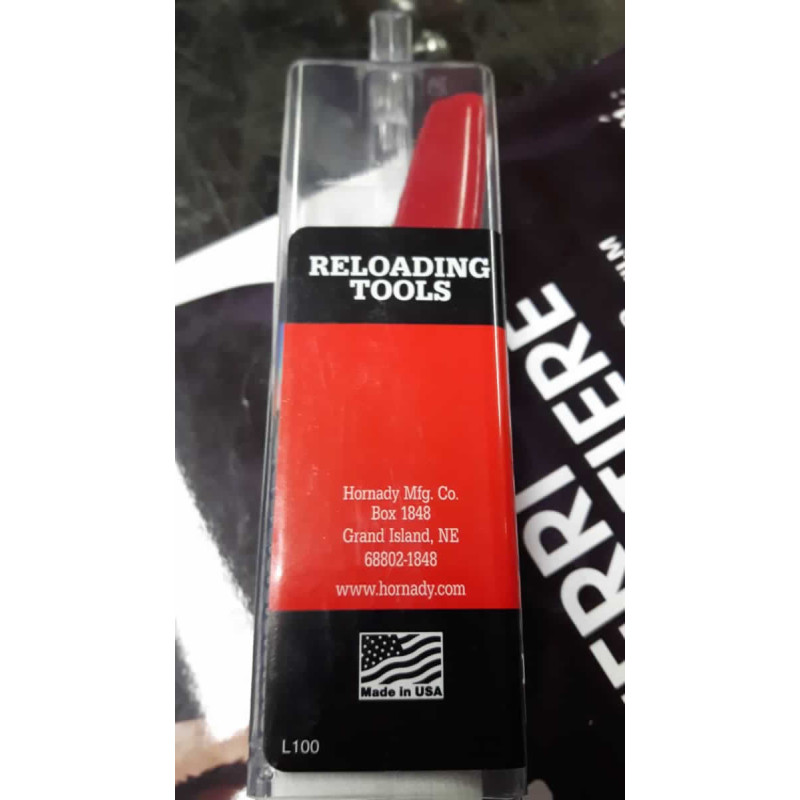 RELOADING
TOOLS
Hornady Mfg. Co.
Box 1848
Grand Island, NE
68802-1848
www.hornady.com
Made in USA
L100